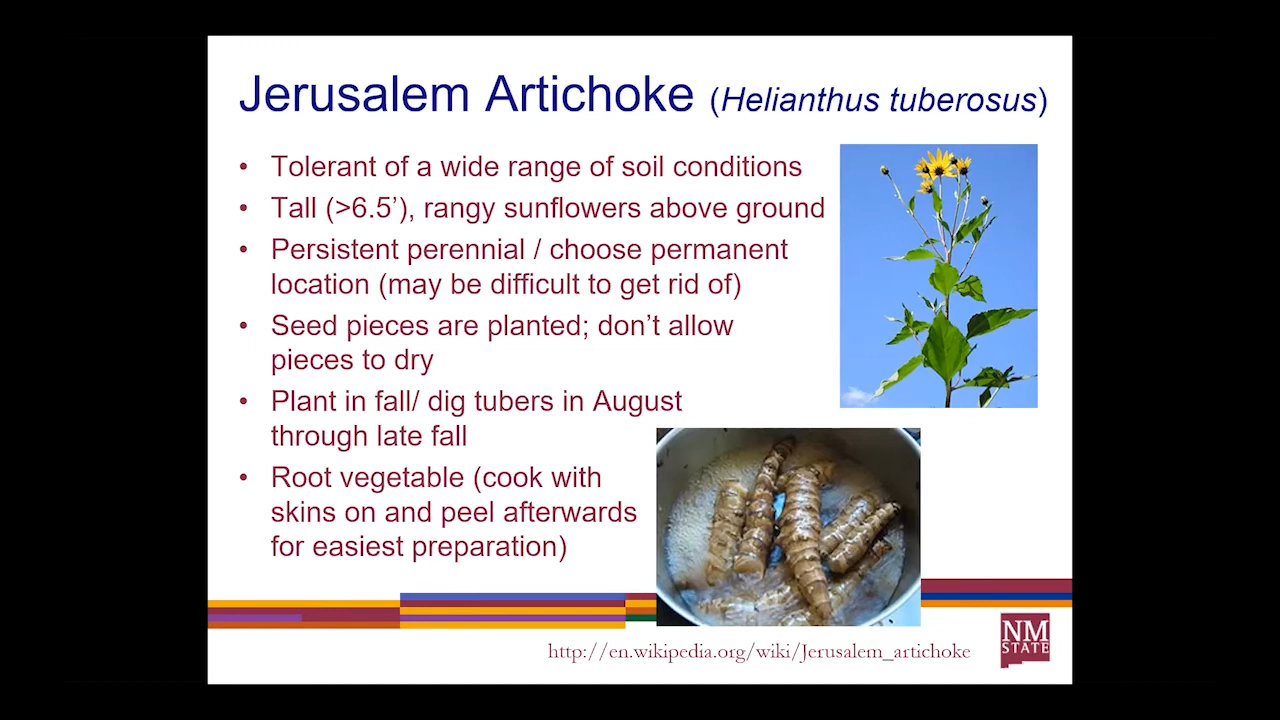 Jerusalem Artichoke (Helianthus tuberosus)
• Tolerant of a wide range of soil conditions
• Tall (>6.5’), rangy sunflowers above ground
• Persistent perennial / choose permanent
location (may be difficult to get rid of)
• Seed pieces are planted; don’t allow
pieces to dry
• Plant in fall/ dig tubers in August
through late fall
• Root vegetable (cook with
skins on and peel afterwards
for easiest preparation)
http://en.wikipedia.org/wiki/Jerusalem_artichoke
NM
STATE